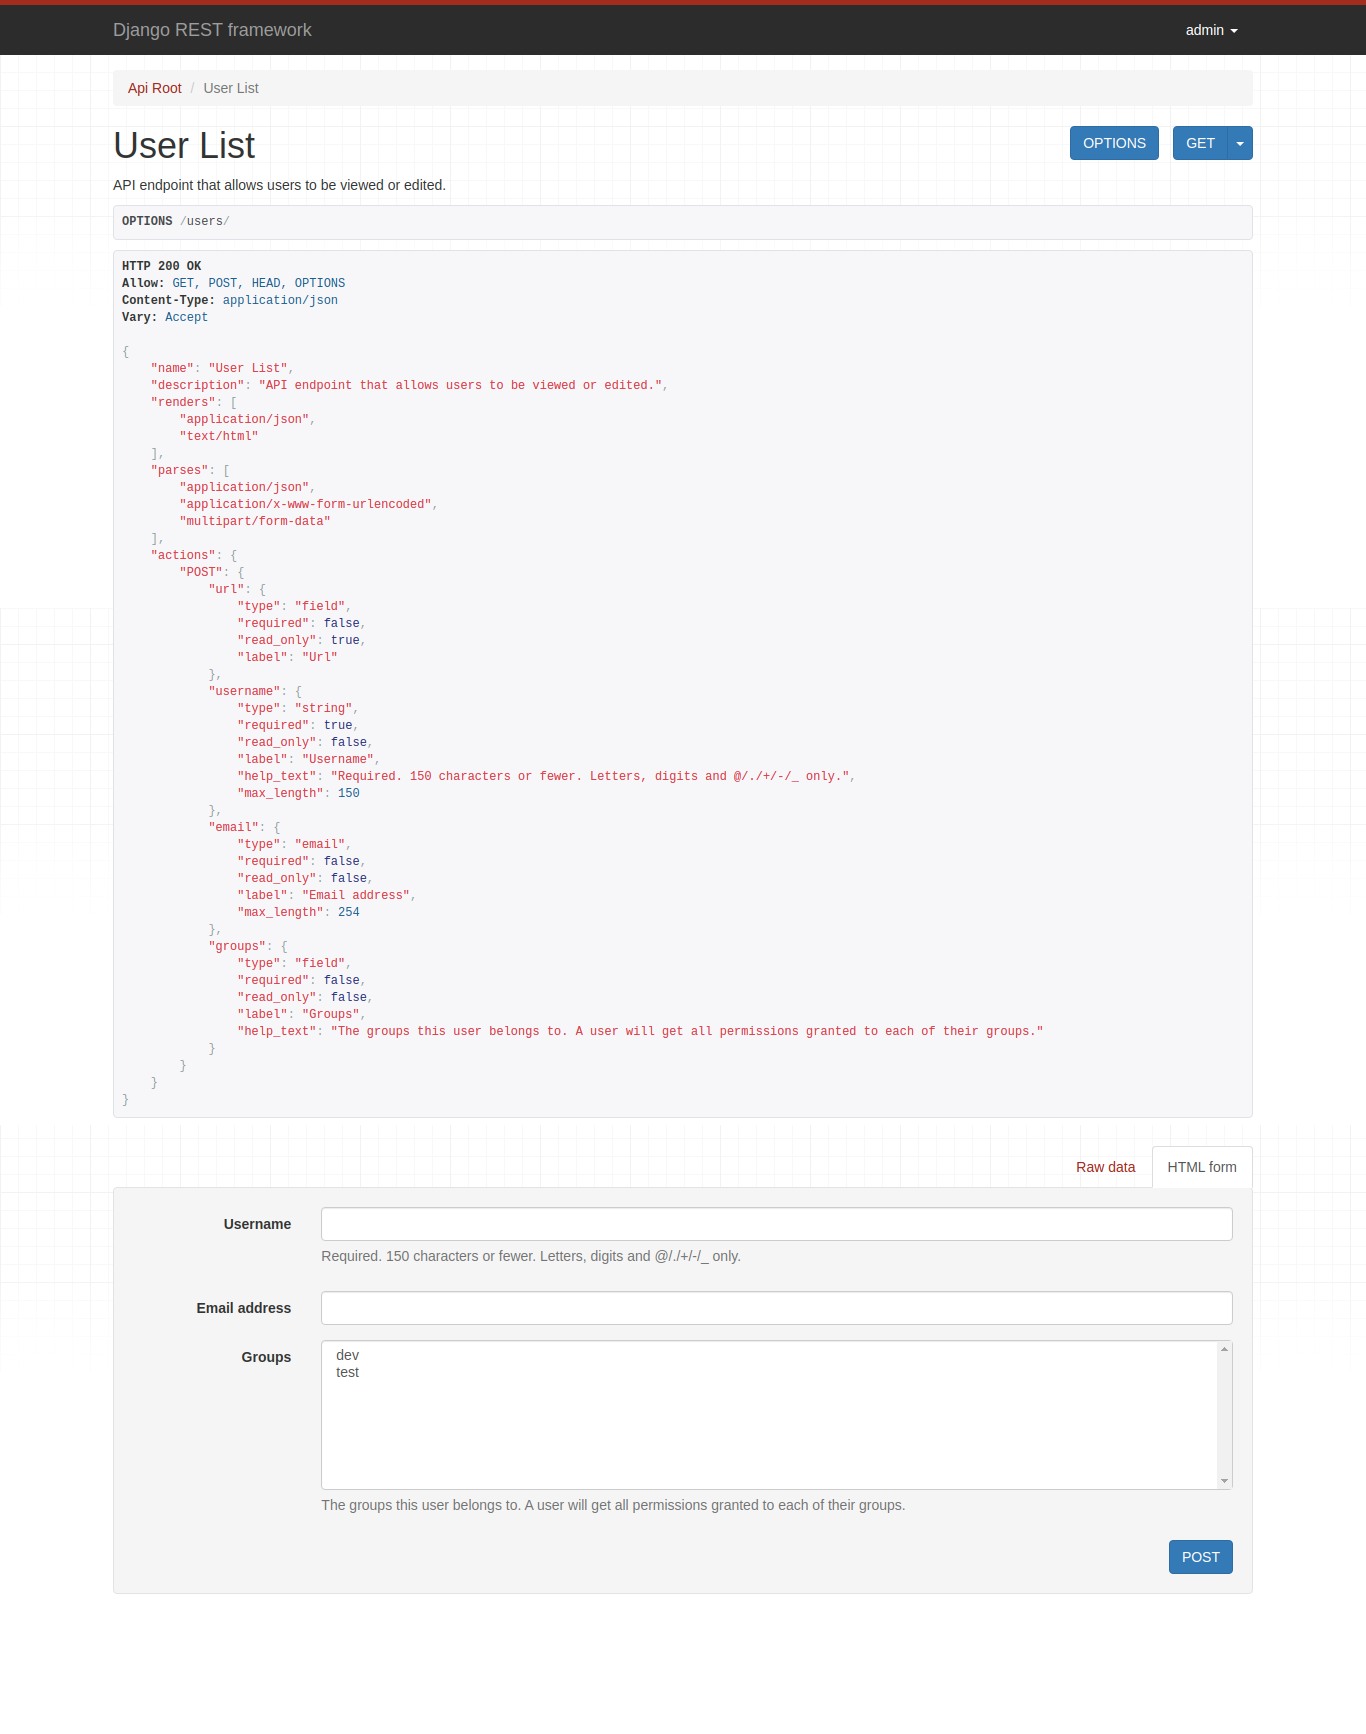 Django REST framework
admin
Api Root / User List
User List
OPTIONS
GET
API endpoint that allows users to be viewed or edited.
OPTIONS /users/
HTTP 200 OK
Allow: GET, POST, HEAD, OPTIONS
Content-Type: application/json
Vary: Accept
{
    "name": "User List",
    "description": "API endpoint that allows users to be viewed or edited.",
    "renders": [
        "application/json",
        "text/html"
    ],
    "parses": [
        "application/json",
        "application/x-www-form-urlencoded",
        "multipart/form-data"
    ],
    "actions": {
        "POST": {
            "url": {
                "type": "field",
                "required": false,
                "read_only": true,
                "label": "Url"
            },
            "username": {
                "type": "string",
                "required": true,
                "read_only": false,
                "label": "Username",
                "help_text": "Required. 150 characters or fewer. Letters, digits and @/./+/-/_ only.",
                "max_length": 150
            },
            "email": {
                "type": "email",
                "required": false,
                "read_only": false,
                "label": "Email address",
                "max_length": 254
            },
            "groups": {
                "type": "field",
                "required": false,
                "read_only": false,
                "label": "Groups",
                "help_text": "The groups this user belongs to. A user will get all permissions granted to each of their groups."
            }
        }
    }
}
Raw data
HTML form
Username
Required. 150 characters or fewer. Letters, digits and @/./+/-/_ only.
Email address
Groups
dev
test
The groups this user belongs to. A user will get all permissions granted to each of their groups.
POST